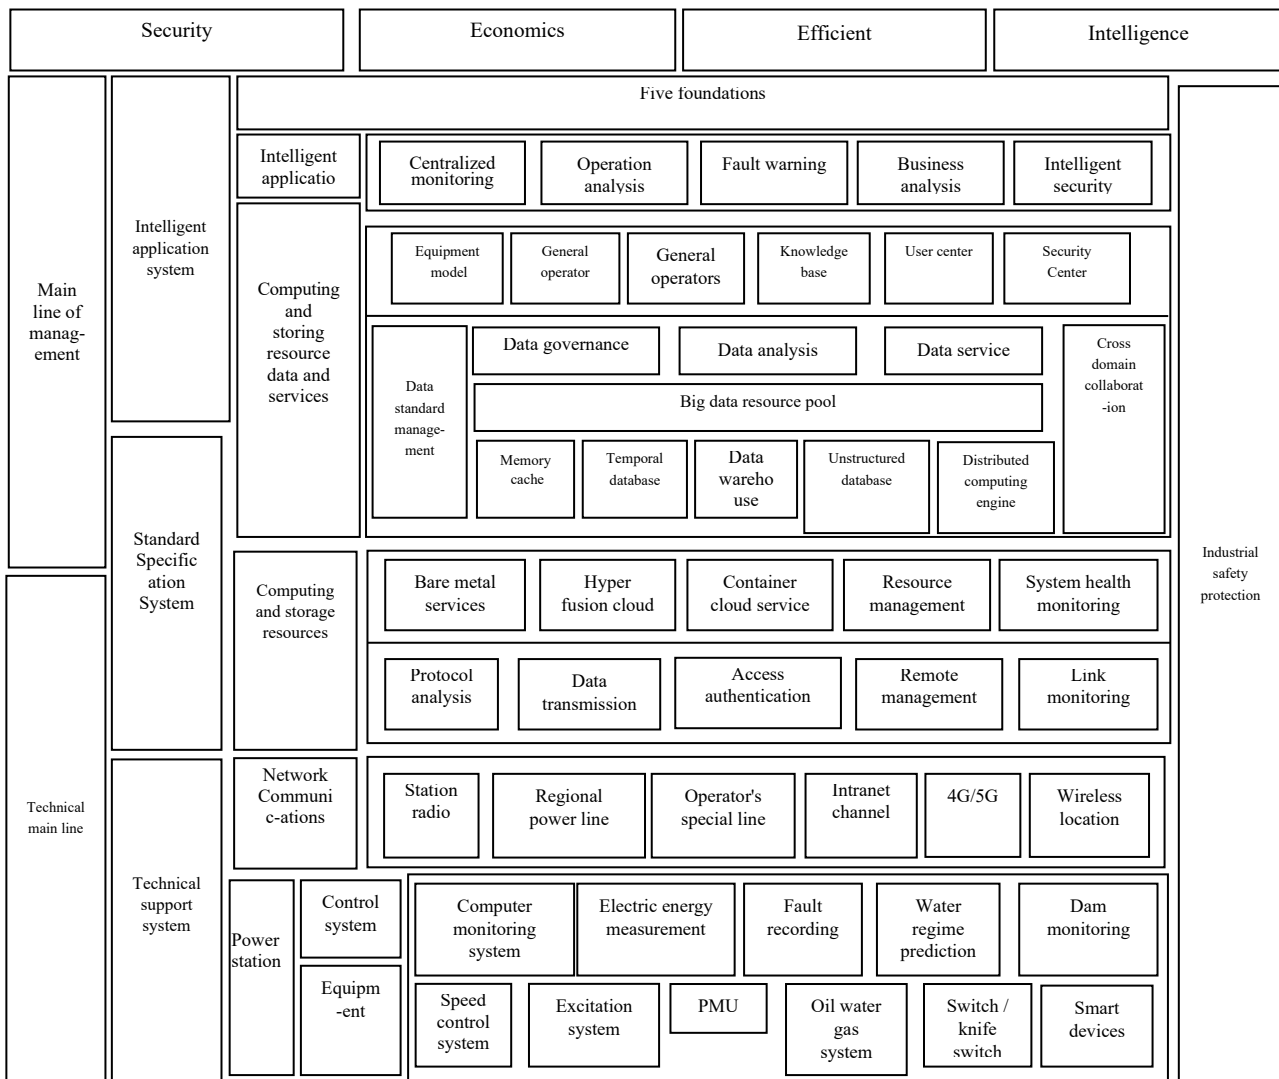 Security
Economics
Efficient
Intelligence
Five foundations
Main
line of
manag-
ement
Technical
main line
Intelligent
application
system
Standard
Specific
ation
System
Technical
support
system
Intelligent
applicatio
Centralized
monitoring
Operation
analysis
Fault warning
Business
analysis
Intelligent
security
Computing
and
storing
resource
data and
services
Equipment
model
General
operator
General
operators
Knowledge
base
User center
Security
Center
Data
standard
manage-
ment
Data governance
Data analysis
Data service
Big data resource pool
Memory
cache
Temporal
database
Data
wareho
use
Unstructured
database
Distributed
computing
engine
Cross
domain
collaborat
-ion
Computing
and storage
resources
Bare metal
services
Hyper
fusion cloud
Container
cloud service
Resource
management
System health
monitoring
Protocol
analysis
Data
transmission
Access
authentication
Remote
management
Link
monitoring
Network
Communi
c-ations
Station
radio
Regional
power line
Operator's
special line
Intranet
channel
4G/5G
Wireless
location
Power
station
Control
system
Equipm
-ent
Computer
monitoring
system
Electric energy
measurement
Fault
recording
Water
regime
prediction
Dam
monitoring
Speed
control
system
Excitation
system
PMU
Oil water
gas
system
Switch /
knife
switch
Smart
devices
Industrial
safety
protection